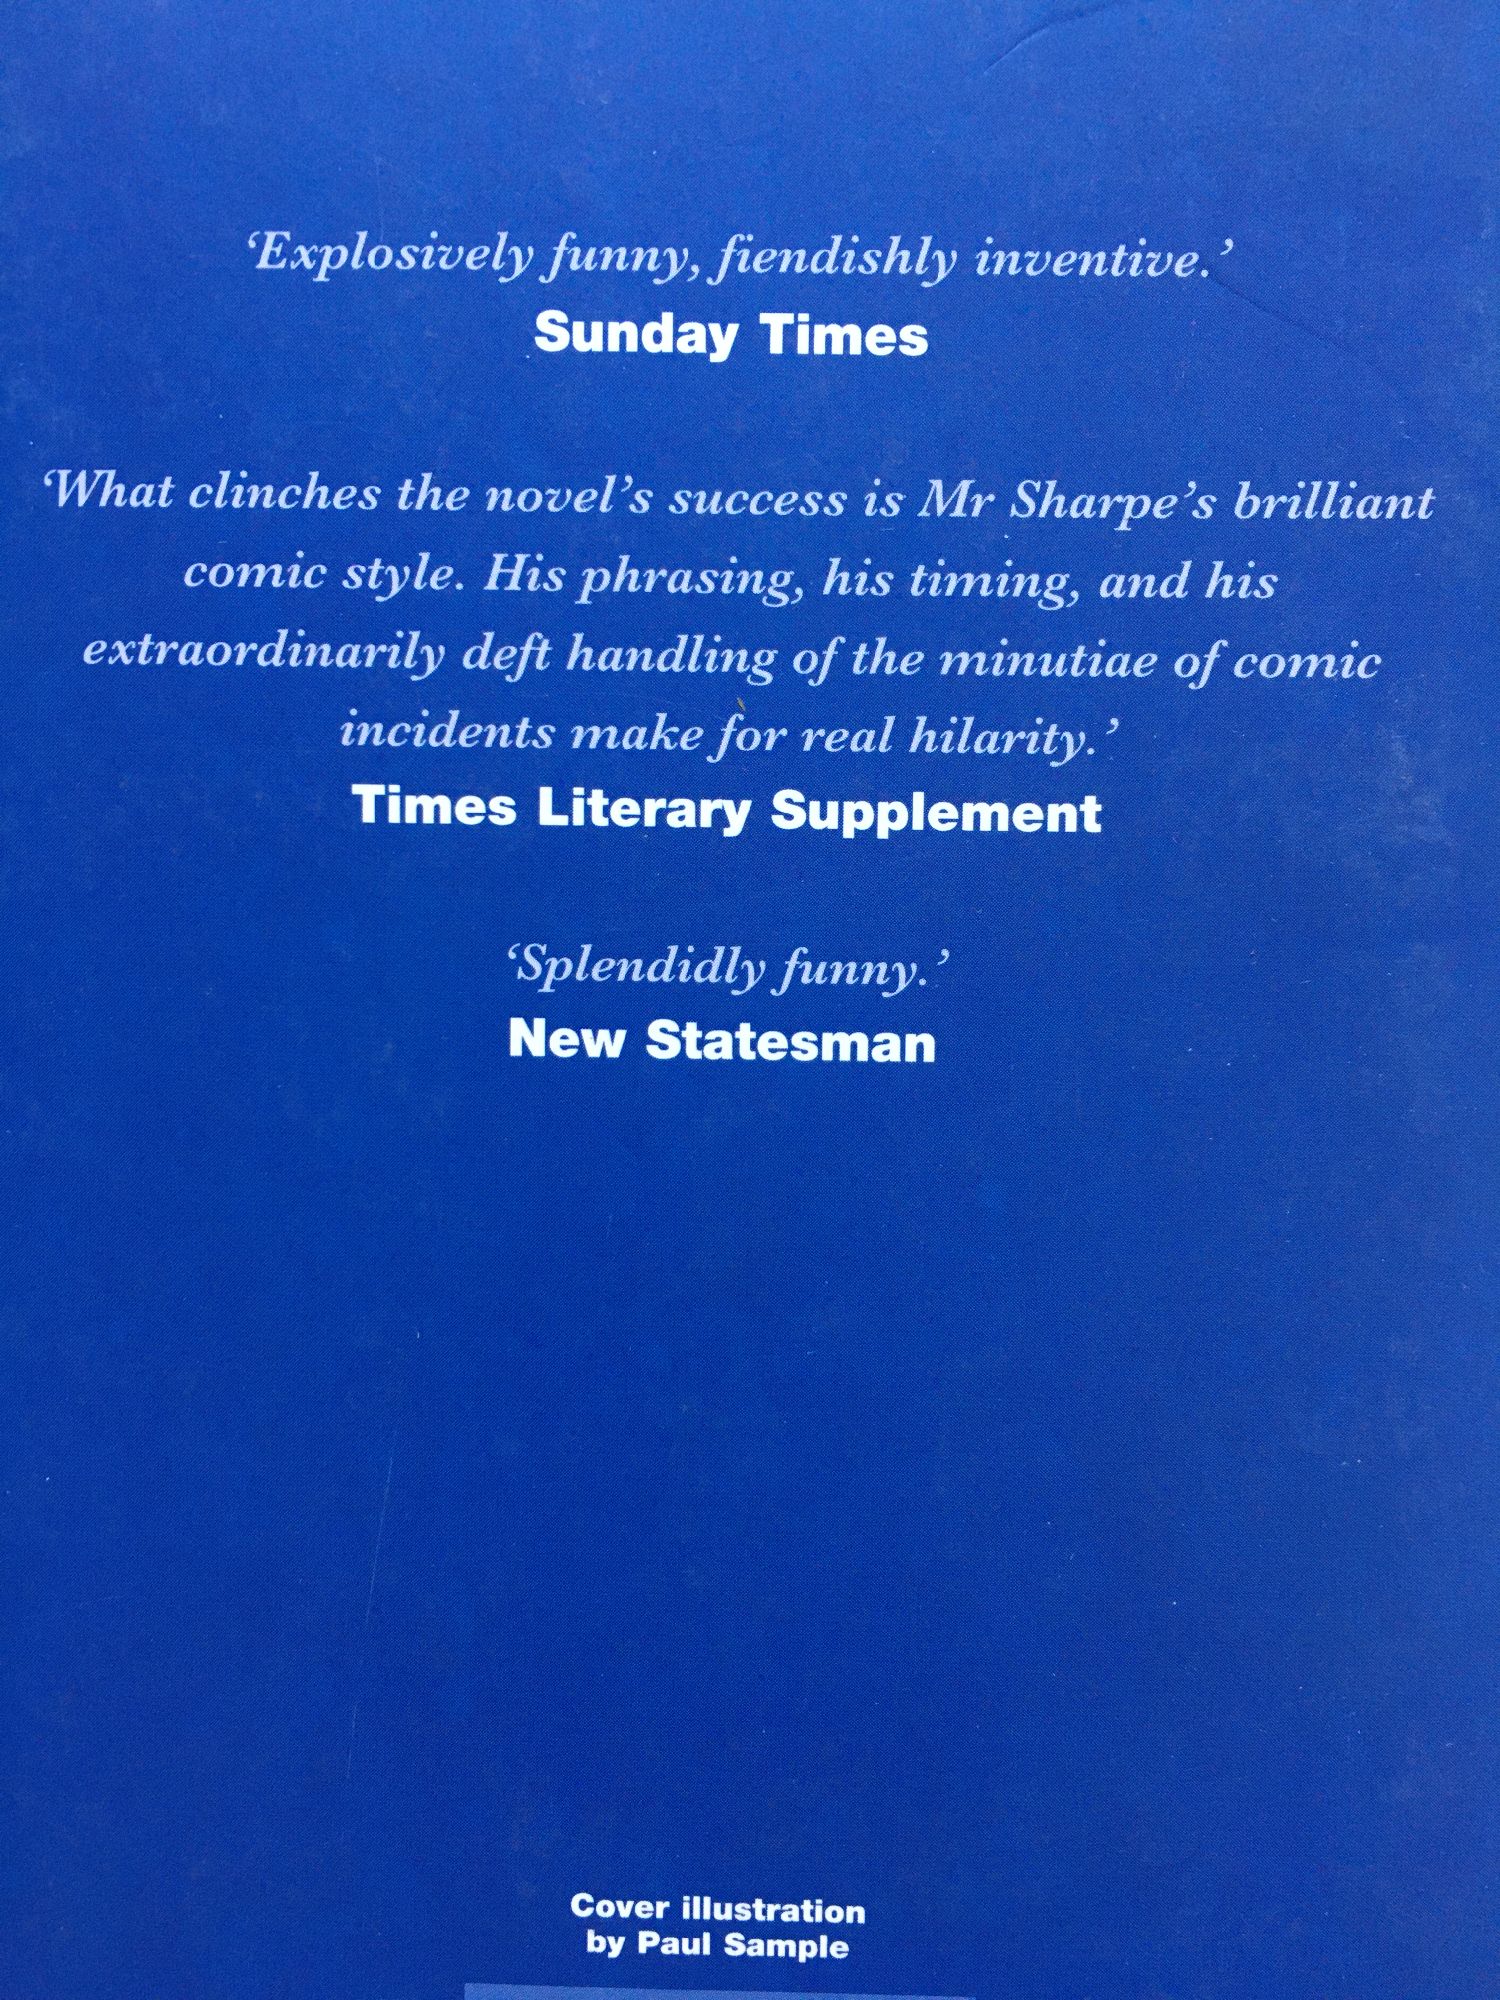 ‘Explosively funny, fiendishly inventive.’
Sunday Times
‘What clinches the novel’s success is Mr Sharpe’s brilliant
comic style. His phrasing, his timing, and his
extraordinarily deft handling of the minutiae of comic
incidents make for real hilarity.’
Times Literary Supplement
‘Splendidly funny.’
New Statesman
Cover illustration
by Paul Sample